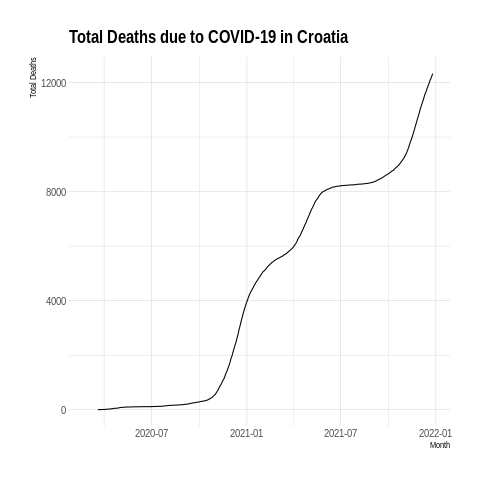 Total Deaths due to COVID-19 in Croatia
Total Deaths
12000
8000
4000
0
2020-07 2021-01 2021-07 2022-01
Month